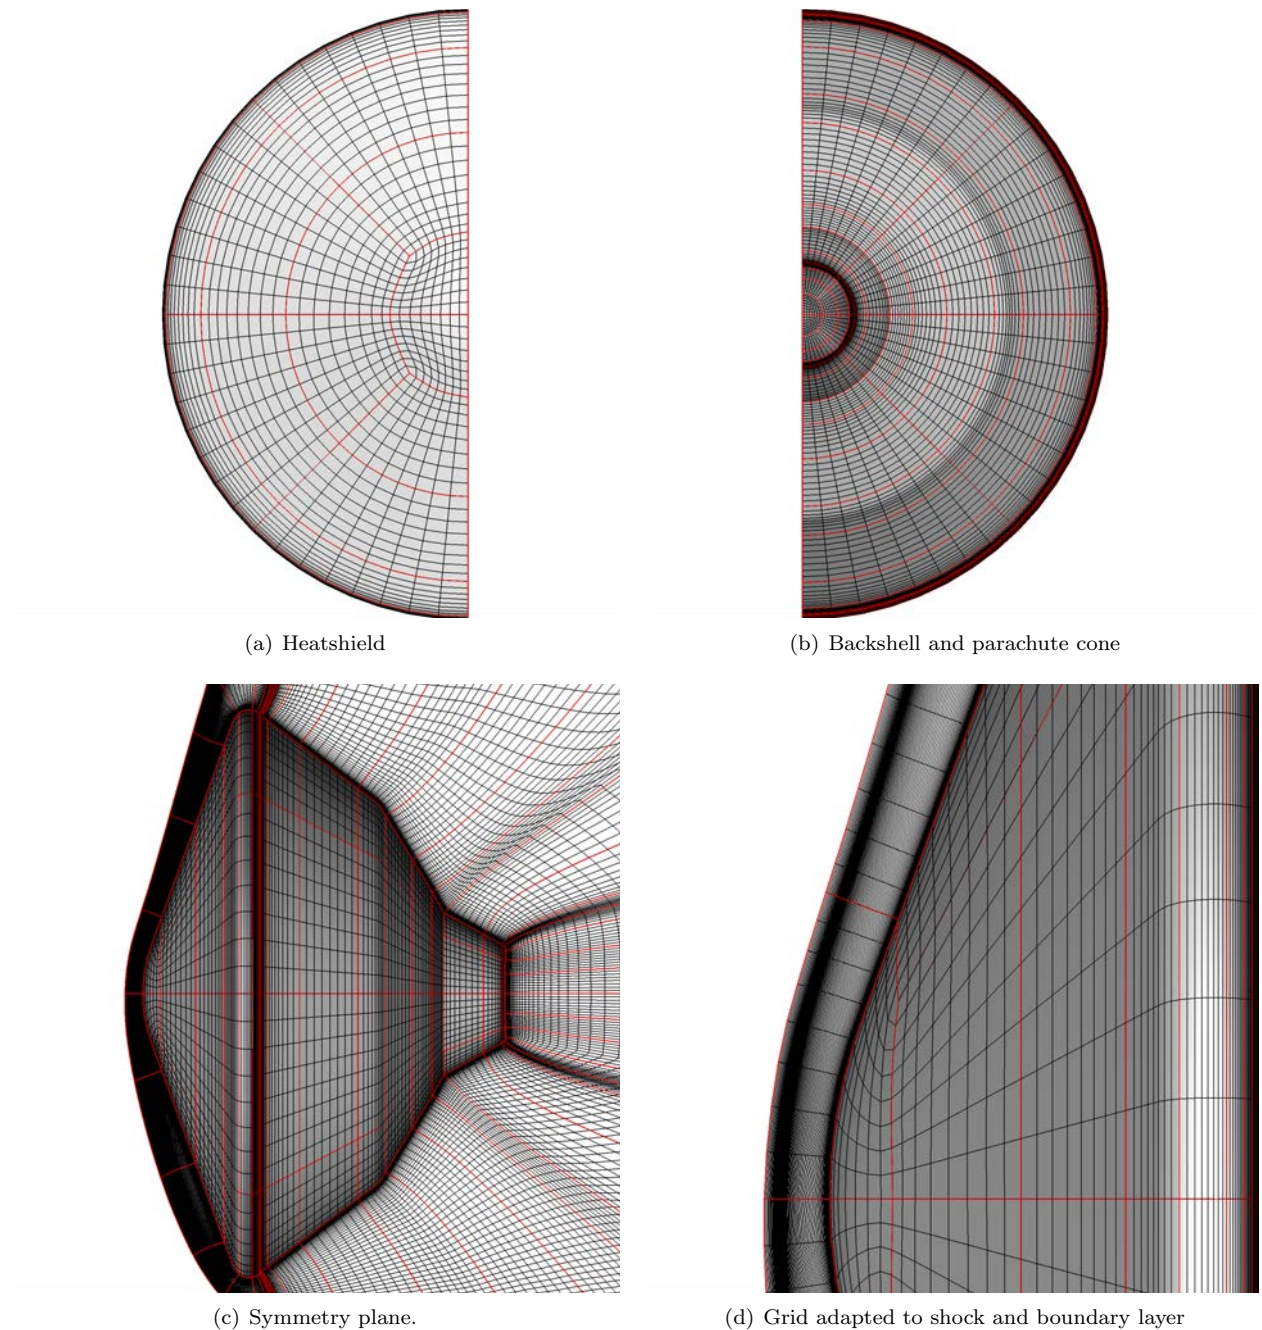 (a) Heatshield
(b) Backshell and parachute cone
(c) Symmetry plane.
(d) Grid adapted to shock and boundary layer